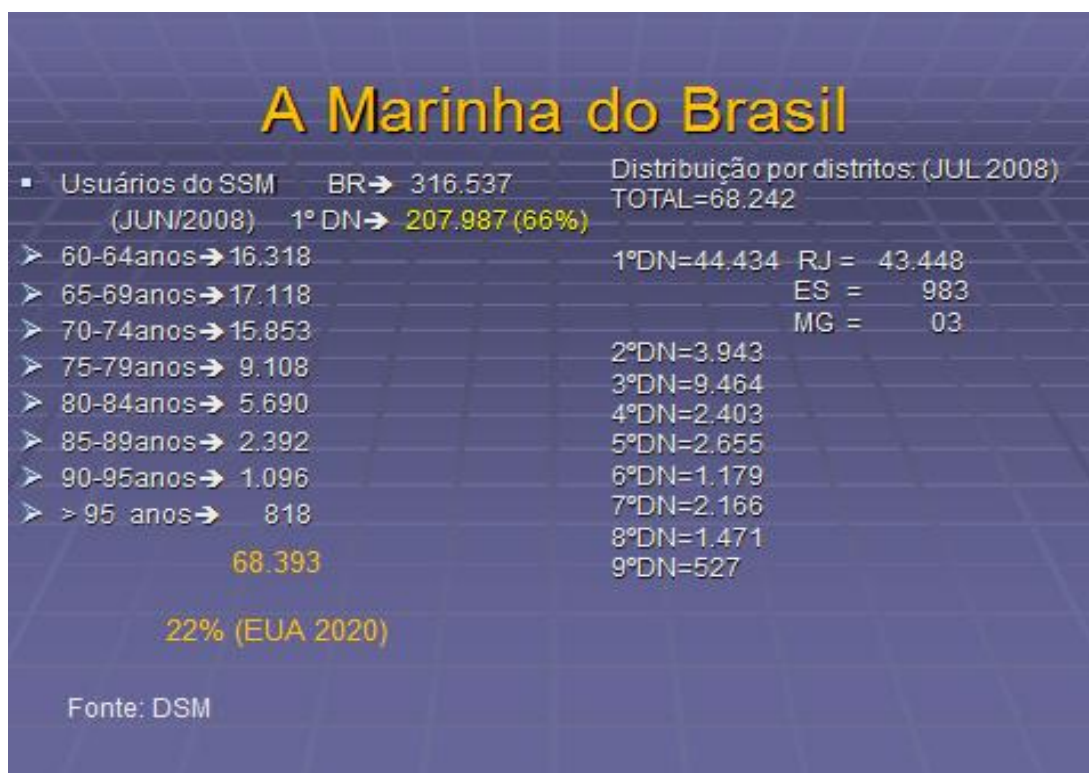 A Marinha do Brasil
▪ Usuários do SSM BR➔ 316.537
(JUN/2008) 1º DN➔ 207.987 (66%)
➢ 60-64anos➔16.318
➢ 65-69anos➔17.118
➢ 70-74anos➔15.853
➢ 75-79anos➔ 9.108
➢ 80-84anos➔ 5.690
➢ 85-89anos➔ 2.392
➢ 90-95anos➔ 1.096
➢ > 95 anos➔ 818
68.393
22% (EUA 2020)
Fonte: DSM
Distribuição por distritos: (JUL 2008)
TOTAL=68.242
1ºDN=44.434 RJ = 43.448
ES = 983
MG = 03
2ºDN=3.943
3ºDN=9.464
4ºDN=2.403
5ºDN=2.655
6ºDN=1.179
7ºDN=2.166
8ºDN=1.471
9ºDN=527